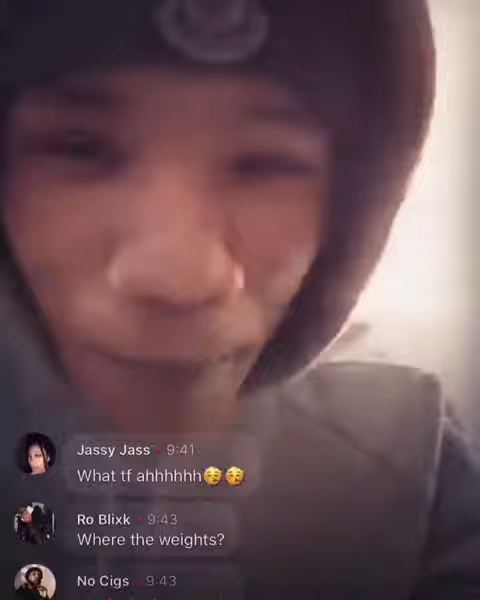 Jassy Jass • 9:41
What tf ahhhhhh🥳🥳
Ro Blixk • 9:43
Where the weights?
No Cigs • 9:43